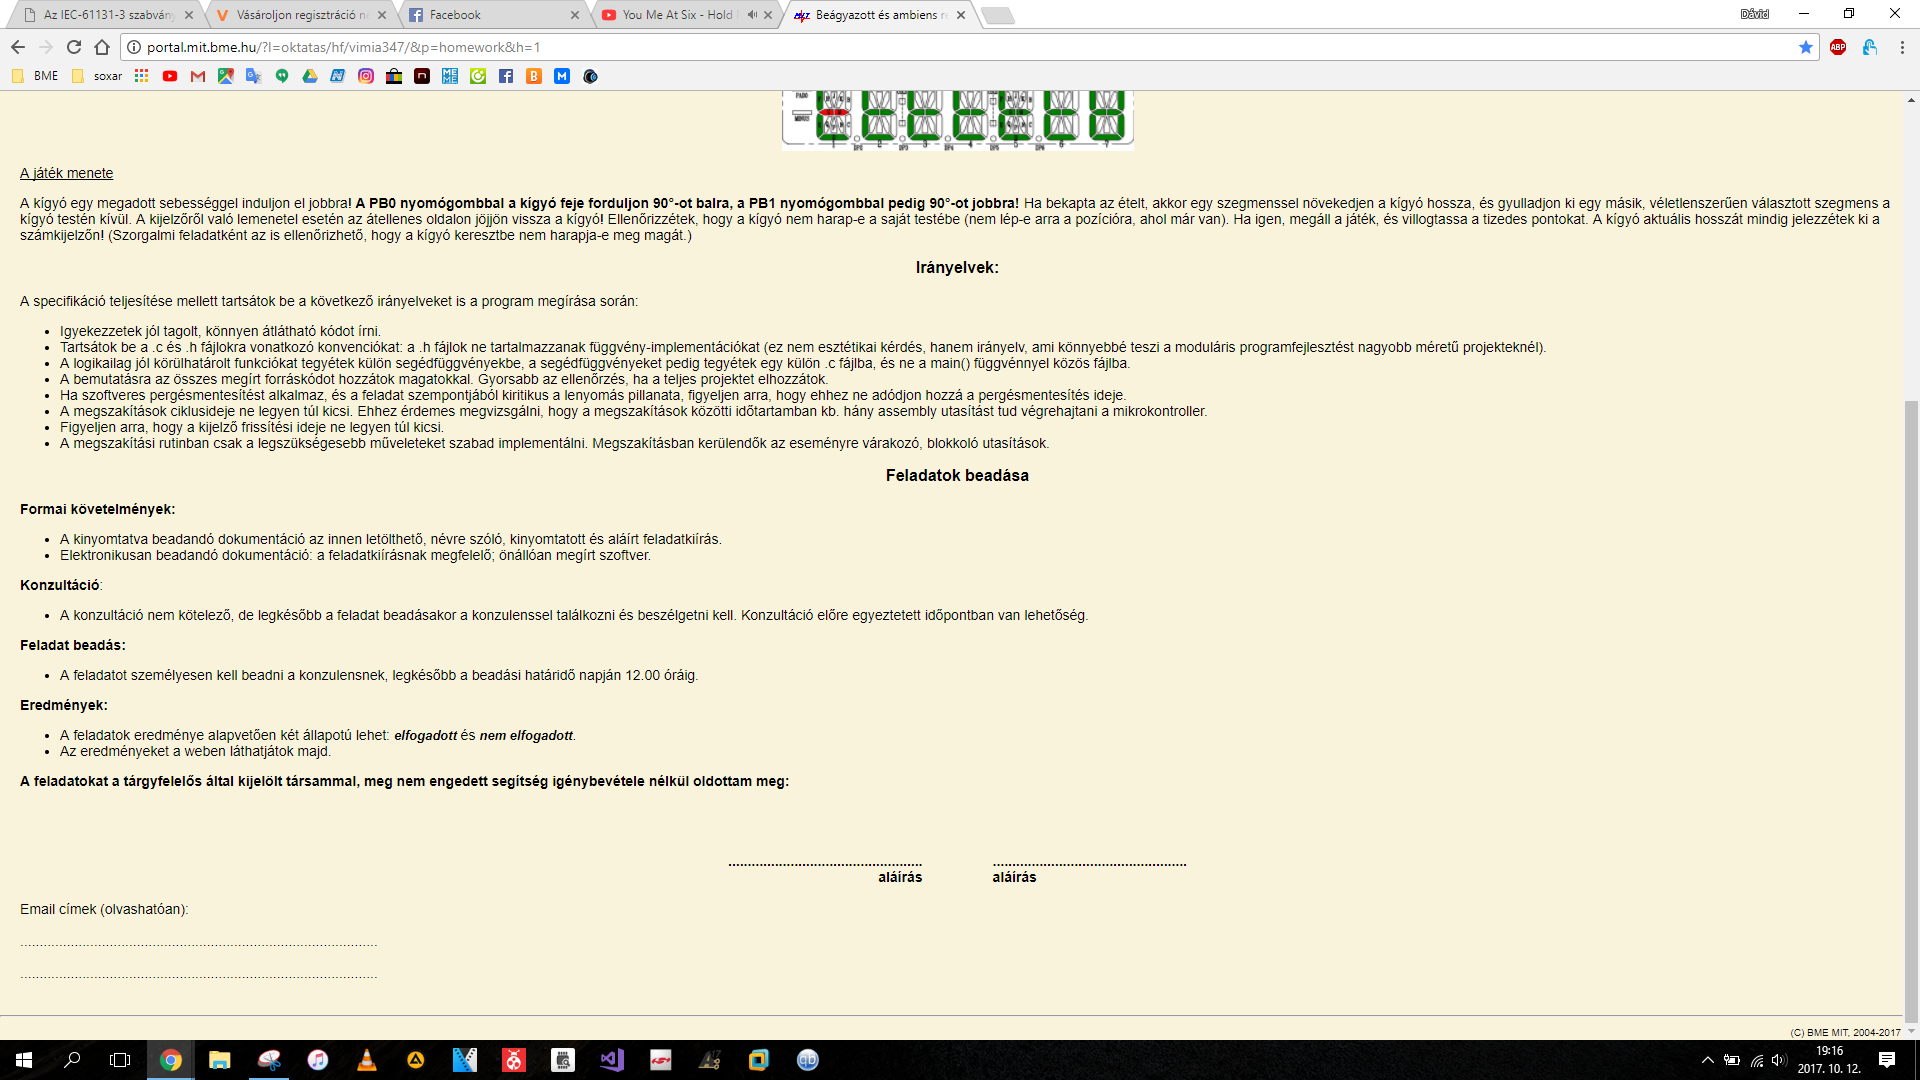 Az IEC-61131-3 szabvány
Vásároljon regisztráció n
Facebook
You Me At Six - Hold
Beágyazott és ambiens r
Dávid
portal.mit.bme.hu/?l=oktatas/hf/vimia347/&p=homework&h=1
ABP
BME
soxar
1 2 3 4 5 6 7
A játék menete
A kígyó egy megadott sebességgel induljon el jobbra! A PB0 nyomógombbal a kígyó feje forduljon 90°-ot balra, a PB1 nyomógombbal pedig 90°-ot jobbra! Ha bekapta az ételt, akkor egy szegmenssel növekedjen a kígyó hossza, és gyulladjon ki egy másik, véletlenszerűen választott szegmens a
kígyó testén kívül. A kijelzőről való lemenetel esetén az átellenes oldalon jöjjön vissza a kígyó! Ellenőrizzétek, hogy a kígyó nem harap-e a saját testébe (nem lép-e arra a pozícióra, ahol már van). Ha igen, megáll a játék, és villogtassa a tizedes pontokat. A kígyó aktuális hosszát mindig jelezzétek ki a
számkijelzőn! (Szorgalmi feladatként az is ellenőrizhető, hogy a kígyó keresztbe nem harapja-e meg magát.)
Irányelvek:
A specifikáció teljesítése mellett tartsátok be a következő irányelveket is a program megírása során:
• Igyekezzetek jól tagolt, könnyen átlátható kódot írni.
• Tartsátok be a .c és .h fájlokra vonatkozó konvenciókat: a .h fájlok ne tartalmazzanak függvény-implementációkat (ez nem esztétikai kérdés, hanem irányelv, ami könnyebbé teszi a moduláris programfejlesztést nagyobb méretű projekteknél).
• A logikailag jól körülhatárolt funkciókat tegyétek külön segédfüggvényekbe, a segédfüggvényeket pedig tegyétek egy külön .c fájlba, és ne a main() függvénnyel közös fájlba.
• A bemutatásra az összes megírt forráskódot hozzátok magatokkal. Gyorsabb az ellenőrzés, ha a teljes projektet elhozzátok.
• Ha szoftveres pergésmentesítést alkalmaz, és a feladat szempontjából kiritikus a lenyomás pillanata, figyeljen arra, hogy ehhez ne adódjon hozzá a pergésmentesítés ideje.
• A megszakítások ciklusideje ne legyen túl kicsi. Ehhez érdemes megvizsgálni, hogy a megszakítások közötti időtartamban kb. hány assembly utasítást tud végrehajtani a mikrokontroller.
• Figyeljen arra, hogy a kijelző frissítési ideje ne legyen túl kicsi.
• A megszakítási rutinban csak a legszükségesebb műveleteket szabad implementálni. Megszakításban kerülendők az eseményre várakozó, blokkoló utasítások.
Feladatok beadása
Formai követelmények:
• A kinyomtatva beadandó dokumentáció az innen letölthető, névre szóló, kinyomtatott és aláírt feladatkiírás.
• Elektronikusan beadandó dokumentáció: a feladatkiírásnak megfelelő; önállóan megírt szoftver.
Konzultáció:
• A konzultáció nem kötelező, de legkésőbb a feladat beadásakor a konzulenssel találkozni és beszélgetni kell. Konzultáció előre egyeztetett időpontban van lehetőség.
Feladat beadás:
• A feladatot személyesen kell beadni a konzulensnek, legkésőbb a beadási határidő napján 12.00 óráig.
Eredmények:
• A feladatok eredménye alapvetően két állapotú lehet: elfogadott és nem elfogadott.
• Az eredményeket a weben láthatjátok majd.
A feladatokat a tárgyfelelős által kijelölt társammal, meg nem engedett segítség igénybevétele nélkül oldottam meg:
aláírás aláírás
Email címek (olvashatóan):
(C) BME MIT, 2004-2017
19:16
2017. 10. 12.